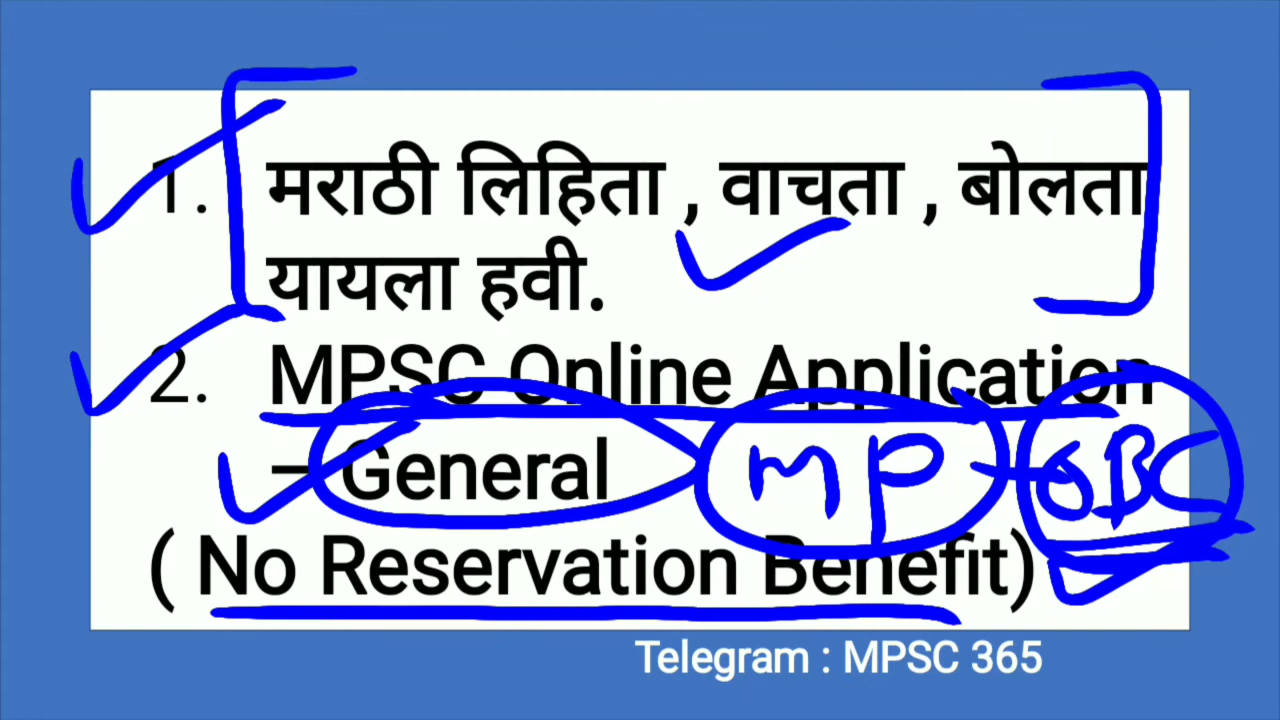 1. मराठी लिहिता , वाचता , बोलता
यायला हवी.
2. MPSC Online Application
– General MP - OBC
( No Reservation Benefit)
Telegram : MPSC 365